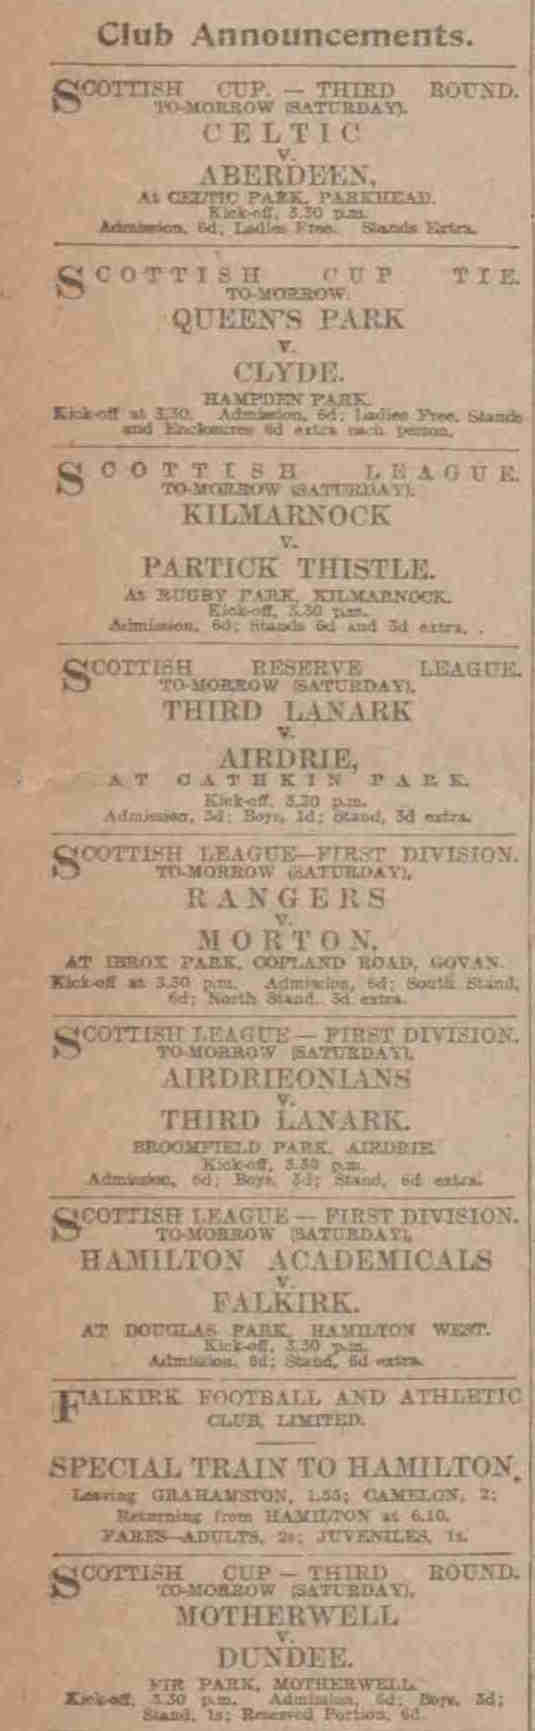 Club Announcements.
SCOTTISH CUP. — THIRD ROUND.
TO-MORROW (SATURDAY).
CELTIC
v.
ABERDEEN,
At CELTIC PARK, PARKHEAD.
Kick-off, 3.30 p.m.
Admission, 6d; Ladies Free. Stands Extra.
SCOTTISH CUP TIE.
TO-MORROW.
QUEEN'S PARK
v.
CLYDE.
HAMPDEN PARK.
Kick-off at 3.30. Admission, 6d; Ladies Free. Stands
and Enclosures 6d extra each person.
SCOTTISH LEAGUE.
TO-MORROW (SATURDAY).
KILMARNOCK
v.
PARTICK THISTLE.
At RUGBY PARK, KILMARNOCK.
Kick-off, 3.30 p.m.
Admission, 6d; Stands 6d and 3d extra.
SCOTTISH RESERVE LEAGUE.
TO-MORROW (SATURDAY),
THIRD LANARK
v.
AIRDRIE,
AT CATHKIN PARK.
Kick-off, 3.30 p.m.
Admission, 3d; Boys, 1d; Stand, 3d extra.
SCOTTISH LEAGUE—FIRST DIVISION.
TO-MORROW (SATURDAY),
RANGERS
v.
MORTON,
AT IBROX PARK, COPLAND ROAD, GOVAN.
Kick-off at 3.30 p.m. Admission, 6d; South Stand,
6d; North Stand, 3d extra.
SCOTTISH LEAGUE — FIRST DIVISION.
TO-MORROW (SATURDAY),
AIRDRIEONIANS
v.
THIRD LANARK.
BROOMFIELD PARK, AIRDRIE.
Kick-off, 3.30 p.m.
Admission, 6d; Boys, 3d; Stand, 6d extra.
SCOTTISH LEAGUE — FIRST DIVISION.
TO-MORROW (SATURDAY),
HAMILTON ACADEMICALS
v.
FALKIRK.
AT DOUGLAS PARK, HAMILTON WEST.
Kick-off, 3.30 p.m.
Admission, 6d; Stand, 6d extra.
FALKIRK FOOTBALL AND ATHLETIC
CLUB, LIMITED.
SPECIAL TRAIN TO HAMILTON,
Leaving GRAHAMSTON, 1.55; CAMELON, 2;
Returning from HAMILTON at 6.10.
FARES—ADULTS, 2s; JUVENILES, 1s.
SCOTTISH CUP — THIRD ROUND.
TO-MORROW (SATURDAY),
MOTHERWELL
v.
DUNDEE.
FIR PARK, MOTHERWELL.
Kick-off, 3.30 p.m. Admission, 6d; Boys, 3d;
Stand, 1s; Reserved Portion, 6d.